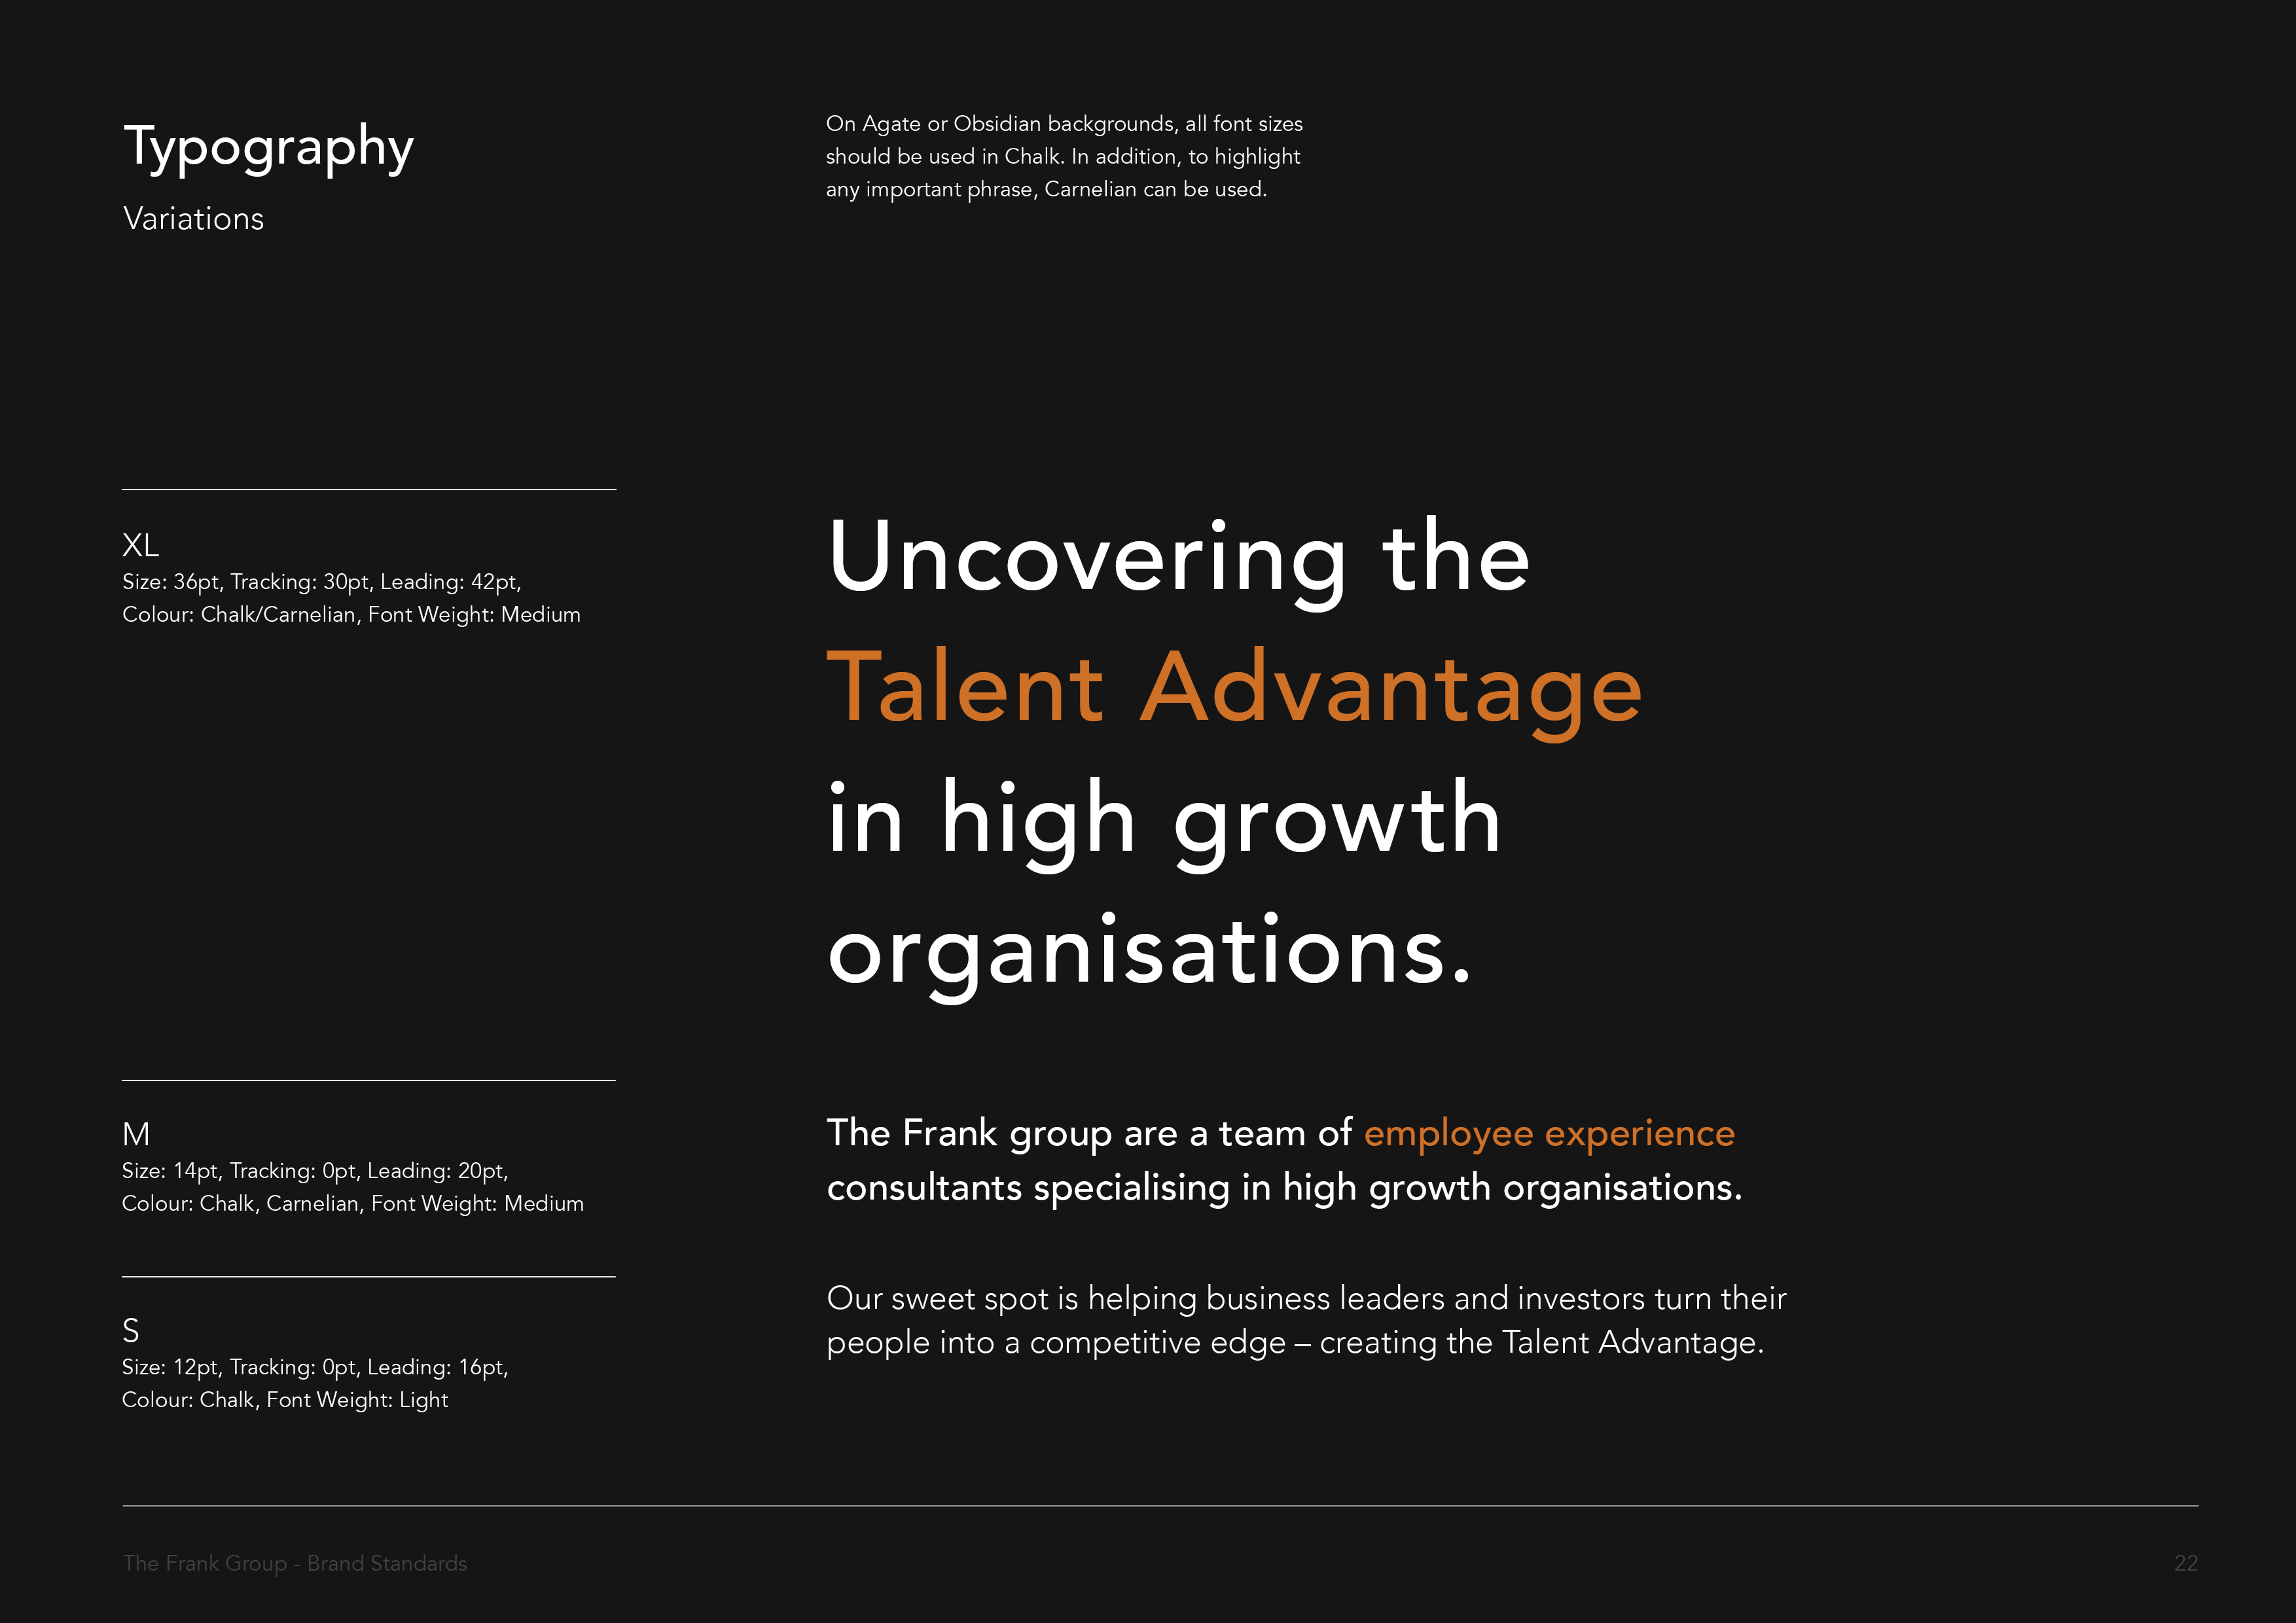 Typography
Variations
On Agate or Obsidian backgrounds, all font sizes
should be used in Chalk. In addition, to highlight
any important phrase, Carnelian can be used.
XL
Size: 36pt, Tracking: 30pt, Leading: 42pt,
Colour: Chalk/Carnelian, Font Weight: Medium
Uncovering the
Talent Advantage
in high growth
organisations.
M
Size: 14pt, Tracking: 0pt, Leading: 20pt,
Colour: Chalk, Carnelian, Font Weight: Medium
The Frank group are a team of employee experience
consultants specialising in high growth organisations.
S
Size: 12pt, Tracking: 0pt, Leading: 16pt,
Colour: Chalk, Font Weight: Light
Our sweet spot is helping business leaders and investors turn their
people into a competitive edge – creating the Talent Advantage.
The Frank Group - Brand Standards
22